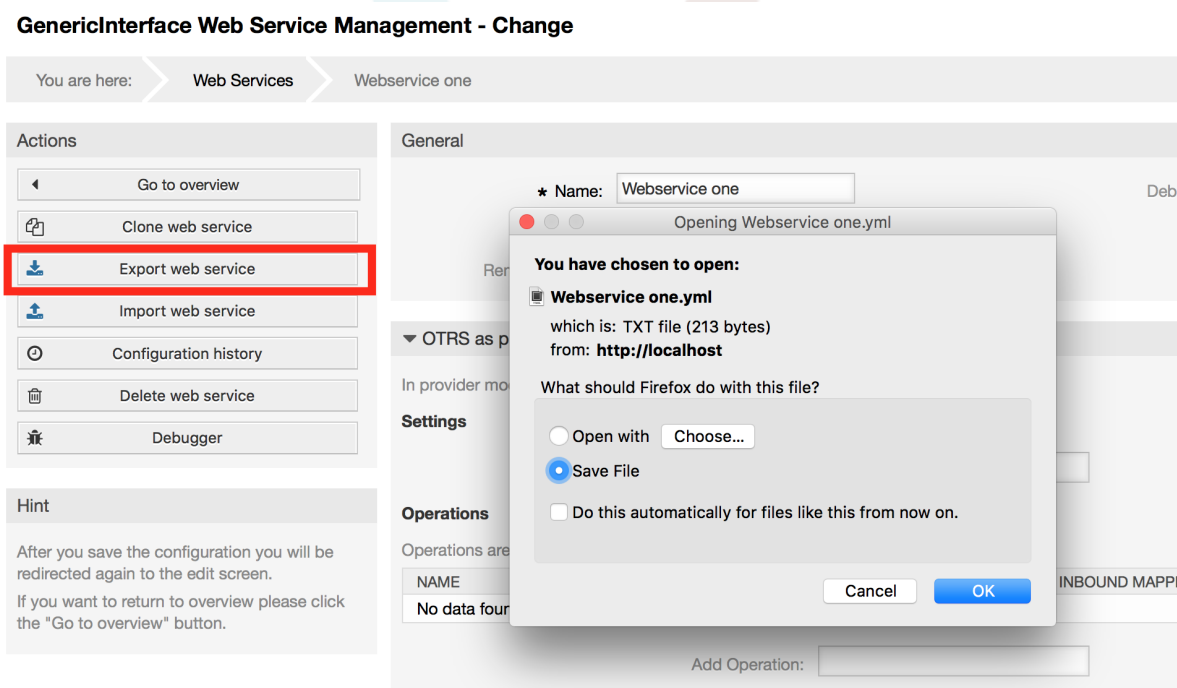 GenericInterface Web Service Management - Change
You are here:
Web Services
Webservice one
Actions
Go to overview
Clone web service
Export web service
Import web service
Configuration history
Delete web service
Debugger
Hint
After you save the configuration you will be
redirected again to the edit screen.
If you want to return to overview please click
the "Go to overview" button.
General
* Name:
Webservice one
Deb
Rer
OTRS as p
In provider mo
Settings
Operations
Operations are
NAME
INBOUND MAPP
No data four
Add Operation:
Opening Webservice one.yml
You have chosen to open:
Webservice one.yml
which is: TXT file (213 bytes)
from: http://localhost
What should Firefox do with this file?
Open with
Choose...
Save File
Do this automatically for files like this from now on.
Cancel
OK